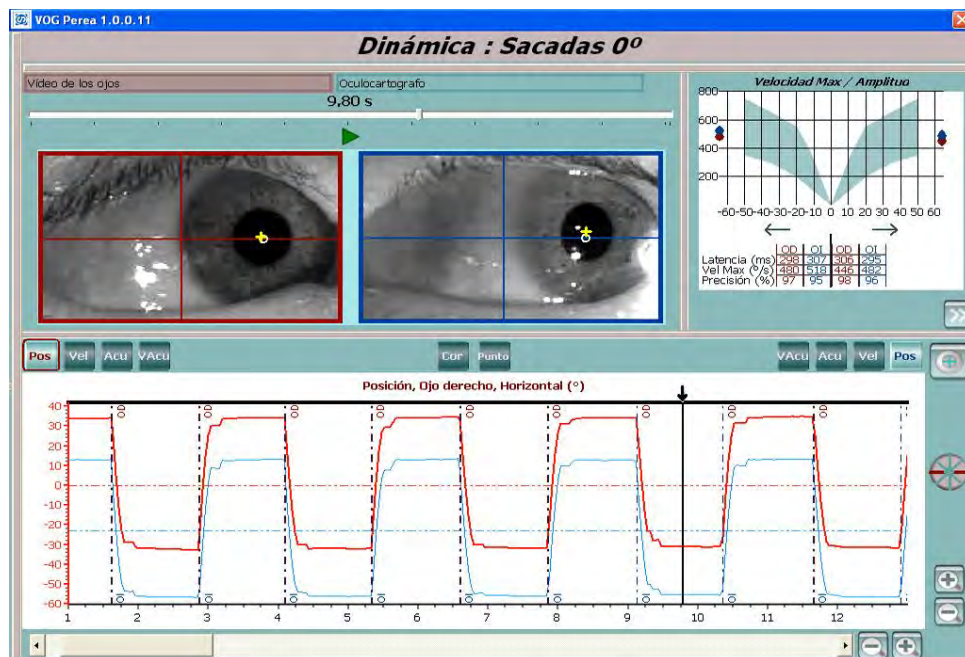 VOG Perea 1.0.0.11
Dinámica : Sacadas 0º
Vídeo de los ojos
Oculocartografo
9,80 s
Velocidad Max / Amplitud
800
600
400
200
-60 -50 -40 -30 -20 -10 0 10 20 30 40 50 60
OD OI OD OI
Latencia (ms) 298 307 306 295
Vel Max (º/s) 480 518 446 482
Precisión (%) 97 95 98 96
Pos Vel Acu VAcu Cor Punto VAcu Acu Vel Pos
Posición, Ojo derecho, Horizontal (°)
40
30
20
10
0
-10
-20
-30
-40
-50
-60
1 2 3 4 5 6 7 8 9 10 11 12